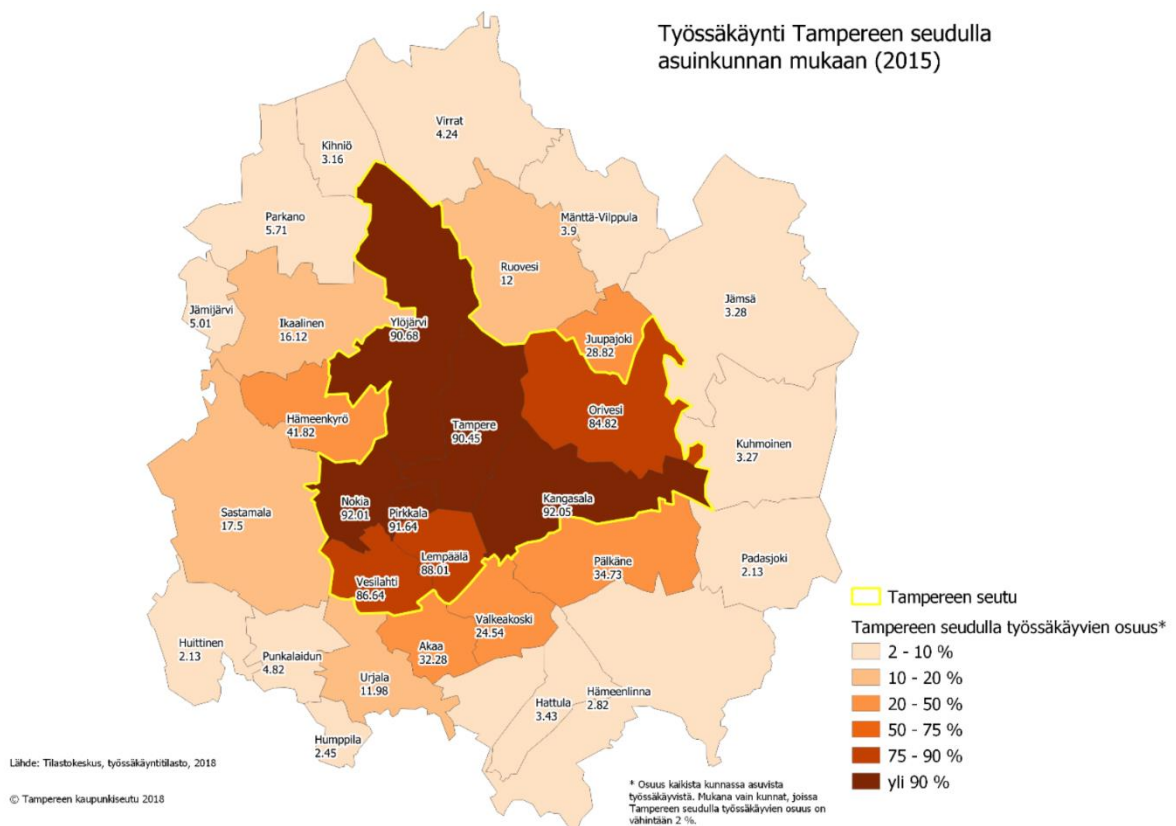 Työssäkäynti Tampereen seudulla
asuinkunnan mukaan (2015)
Virrat
4.24
Kihniö
3.16
Parkano
5.71
Mänttä-Vilppula
3.9
Ruovesi
12
Jämsä
3.28
Jämijärvi
5.01
Ikaalinen
16.12
Ylöjärvi
90.68
Juupajoki
28.82
Hämeenkyrö
41.82
Tampere
90.45
Orivesi
84.82
Kuhmoinen
3.27
Sastamala
17.5
Nokia
92.01
Pirkkala
91.64
Kangasala
92.05
Lempäälä
88.01
Vesilahti
86.64
Pälkäne
34.73
Padasjoki
2.13
Valkeakoski
24.54
Huittinen
2.13
Punkalaidun
4.82
Akaa
32.28
Urjala
11.98
Hattula
3.43
Hämeenlinna
2.82
Humppila
2.45
Tampereen seutu
Tampereen seudulla työssäkäyvien osuus*
2 - 10 %
10 - 20 %
20 - 50 %
50 - 75 %
75 - 90 %
yli 90 %
Lähde: Tilastokeskus, työssäkäyntitilasto, 2018
© Tampereen kaupunkiseutu 2018
* Osuus kaikista kunnassa asuvista
työssäkäyvistä. Mukana vain kunnat, joissa
Tampereen seudulla työssäkäyvien osuus on
vähintään 2 %.